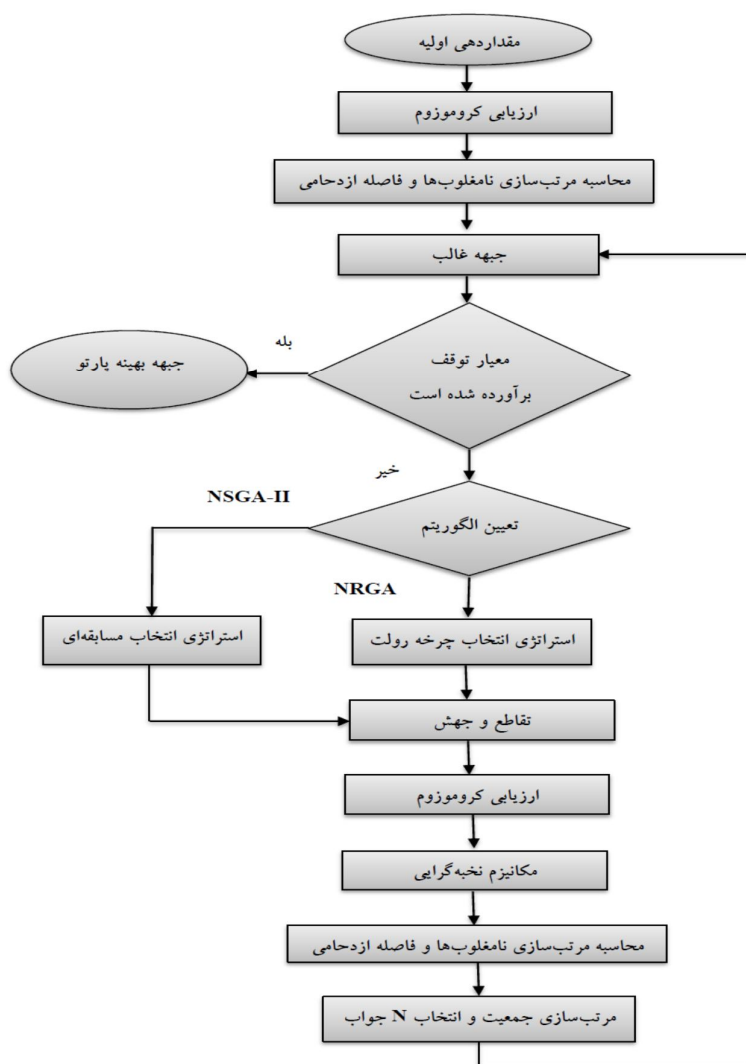 مقداردهی اولیه
ارزیابی کروموزوم
محاسبه مرتب‌سازی نامغلوب‌ها و فاصله ازدحامی
جبهه غالب
معیار توقف
برآورده شده است
بله
جبهه بهینه پارتو
خیر
تعیین الگوریتم
NSGA-II
NRGA
استراتژی انتخاب چرخه رولت
استراتژی انتخاب مسابقه‌ای
تقاطع و جهش
ارزیابی کروموزوم
مکانیزم نخبه‌گرایی
محاسبه مرتب‌سازی نامغلوب‌ها و فاصله ازدحامی
مرتب‌سازی جمعیت و انتخاب N جواب